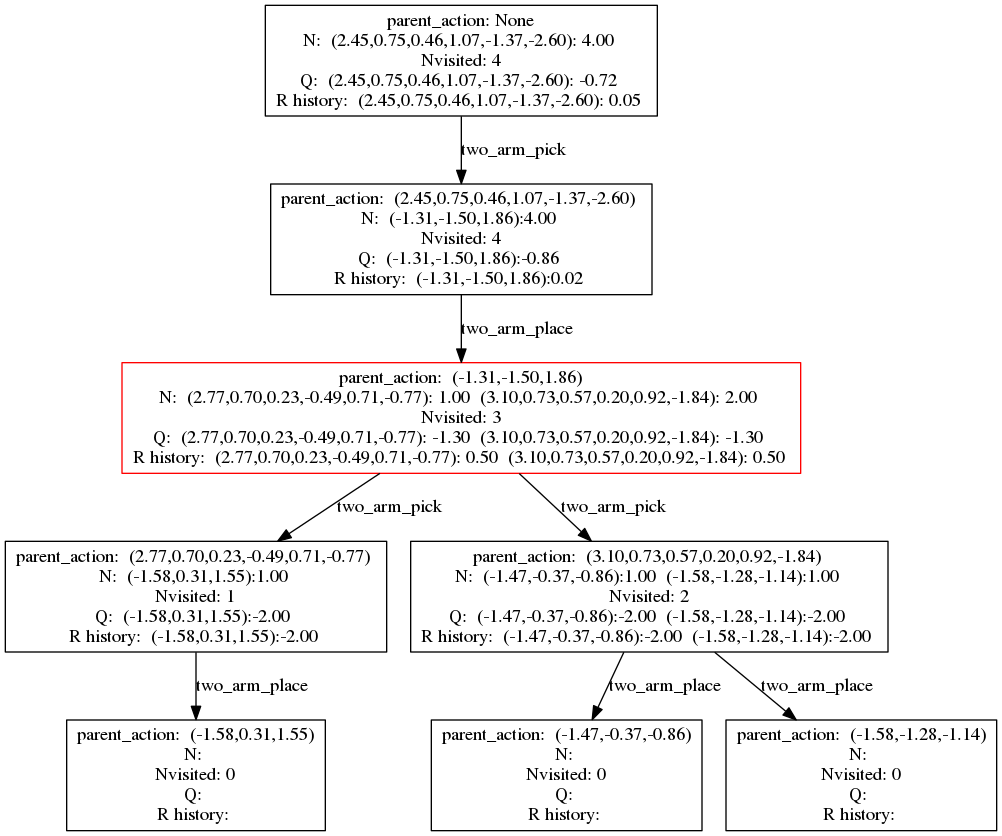 parent_action: None
N: (2.45,0.75,0.46,1.07,-1.37,-2.60): 4.00
Nvisited: 4
Q: (2.45,0.75,0.46,1.07,-1.37,-2.60): -0.72
R history: (2.45,0.75,0.46,1.07,-1.37,-2.60): 0.05
two_arm_pick
parent_action: (2.45,0.75,0.46,1.07,-1.37,-2.60)
N: (-1.31,-1.50,1.86):4.00
Nvisited: 4
Q: (-1.31,-1.50,1.86):-0.86
R history: (-1.31,-1.50,1.86):0.02
two_arm_place
parent_action: (-1.31,-1.50,1.86)
N: (2.77,0.70,0.23,-0.49,0.71,-0.77): 1.00 (3.10,0.73,0.57,0.20,0.92,-1.84): 2.00
Nvisited: 3
Q: (2.77,0.70,0.23,-0.49,0.71,-0.77): -1.30 (3.10,0.73,0.57,0.20,0.92,-1.84): -1.30
R history: (2.77,0.70,0.23,-0.49,0.71,-0.77): 0.50 (3.10,0.73,0.57,0.20,0.92,-1.84): 0.50
two_arm_pick
two_arm_pick
parent_action: (2.77,0.70,0.23,-0.49,0.71,-0.77)
N: (-1.58,0.31,1.55):1.00
Nvisited: 1
Q: (-1.58,0.31,1.55):-2.00
R history: (-1.58,0.31,1.55):-2.00
parent_action: (3.10,0.73,0.57,0.20,0.92,-1.84)
N: (-1.47,-0.37,-0.86):1.00 (-1.58,-1.28,-1.14):1.00
Nvisited: 2
Q: (-1.47,-0.37,-0.86):-2.00 (-1.58,-1.28,-1.14):-2.00
R history: (-1.47,-0.37,-0.86):-2.00 (-1.58,-1.28,-1.14):-2.00
two_arm_place
two_arm_place
two_arm_place
parent_action: (-1.58,0.31,1.55)
N:
Nvisited: 0
Q:
R history:
parent_action: (-1.47,-0.37,-0.86)
N:
Nvisited: 0
Q:
R history:
parent_action: (-1.58,-1.28,-1.14)
N:
Nvisited: 0
Q:
R history: